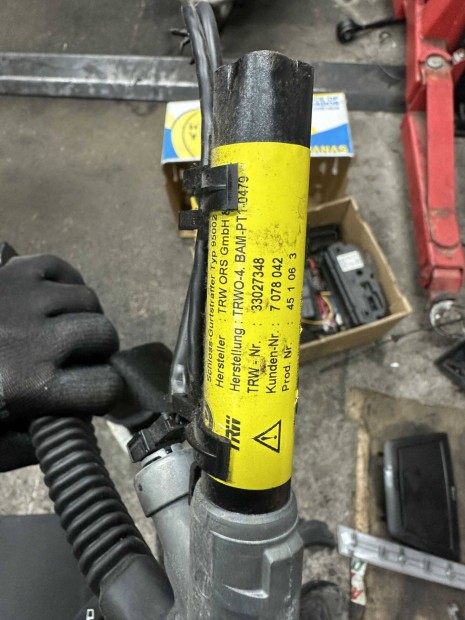 Schloss-Gurtstraffer Typ 95002
Hersteller : TRW ORS GmbH &
Herstellung : TRWO-4. BAM-PT1-0479
TRW - Nr. : 33027348
Kunden-Nr. : 7 078 042
Prod. Nr. : 45 1 06 3
TRW